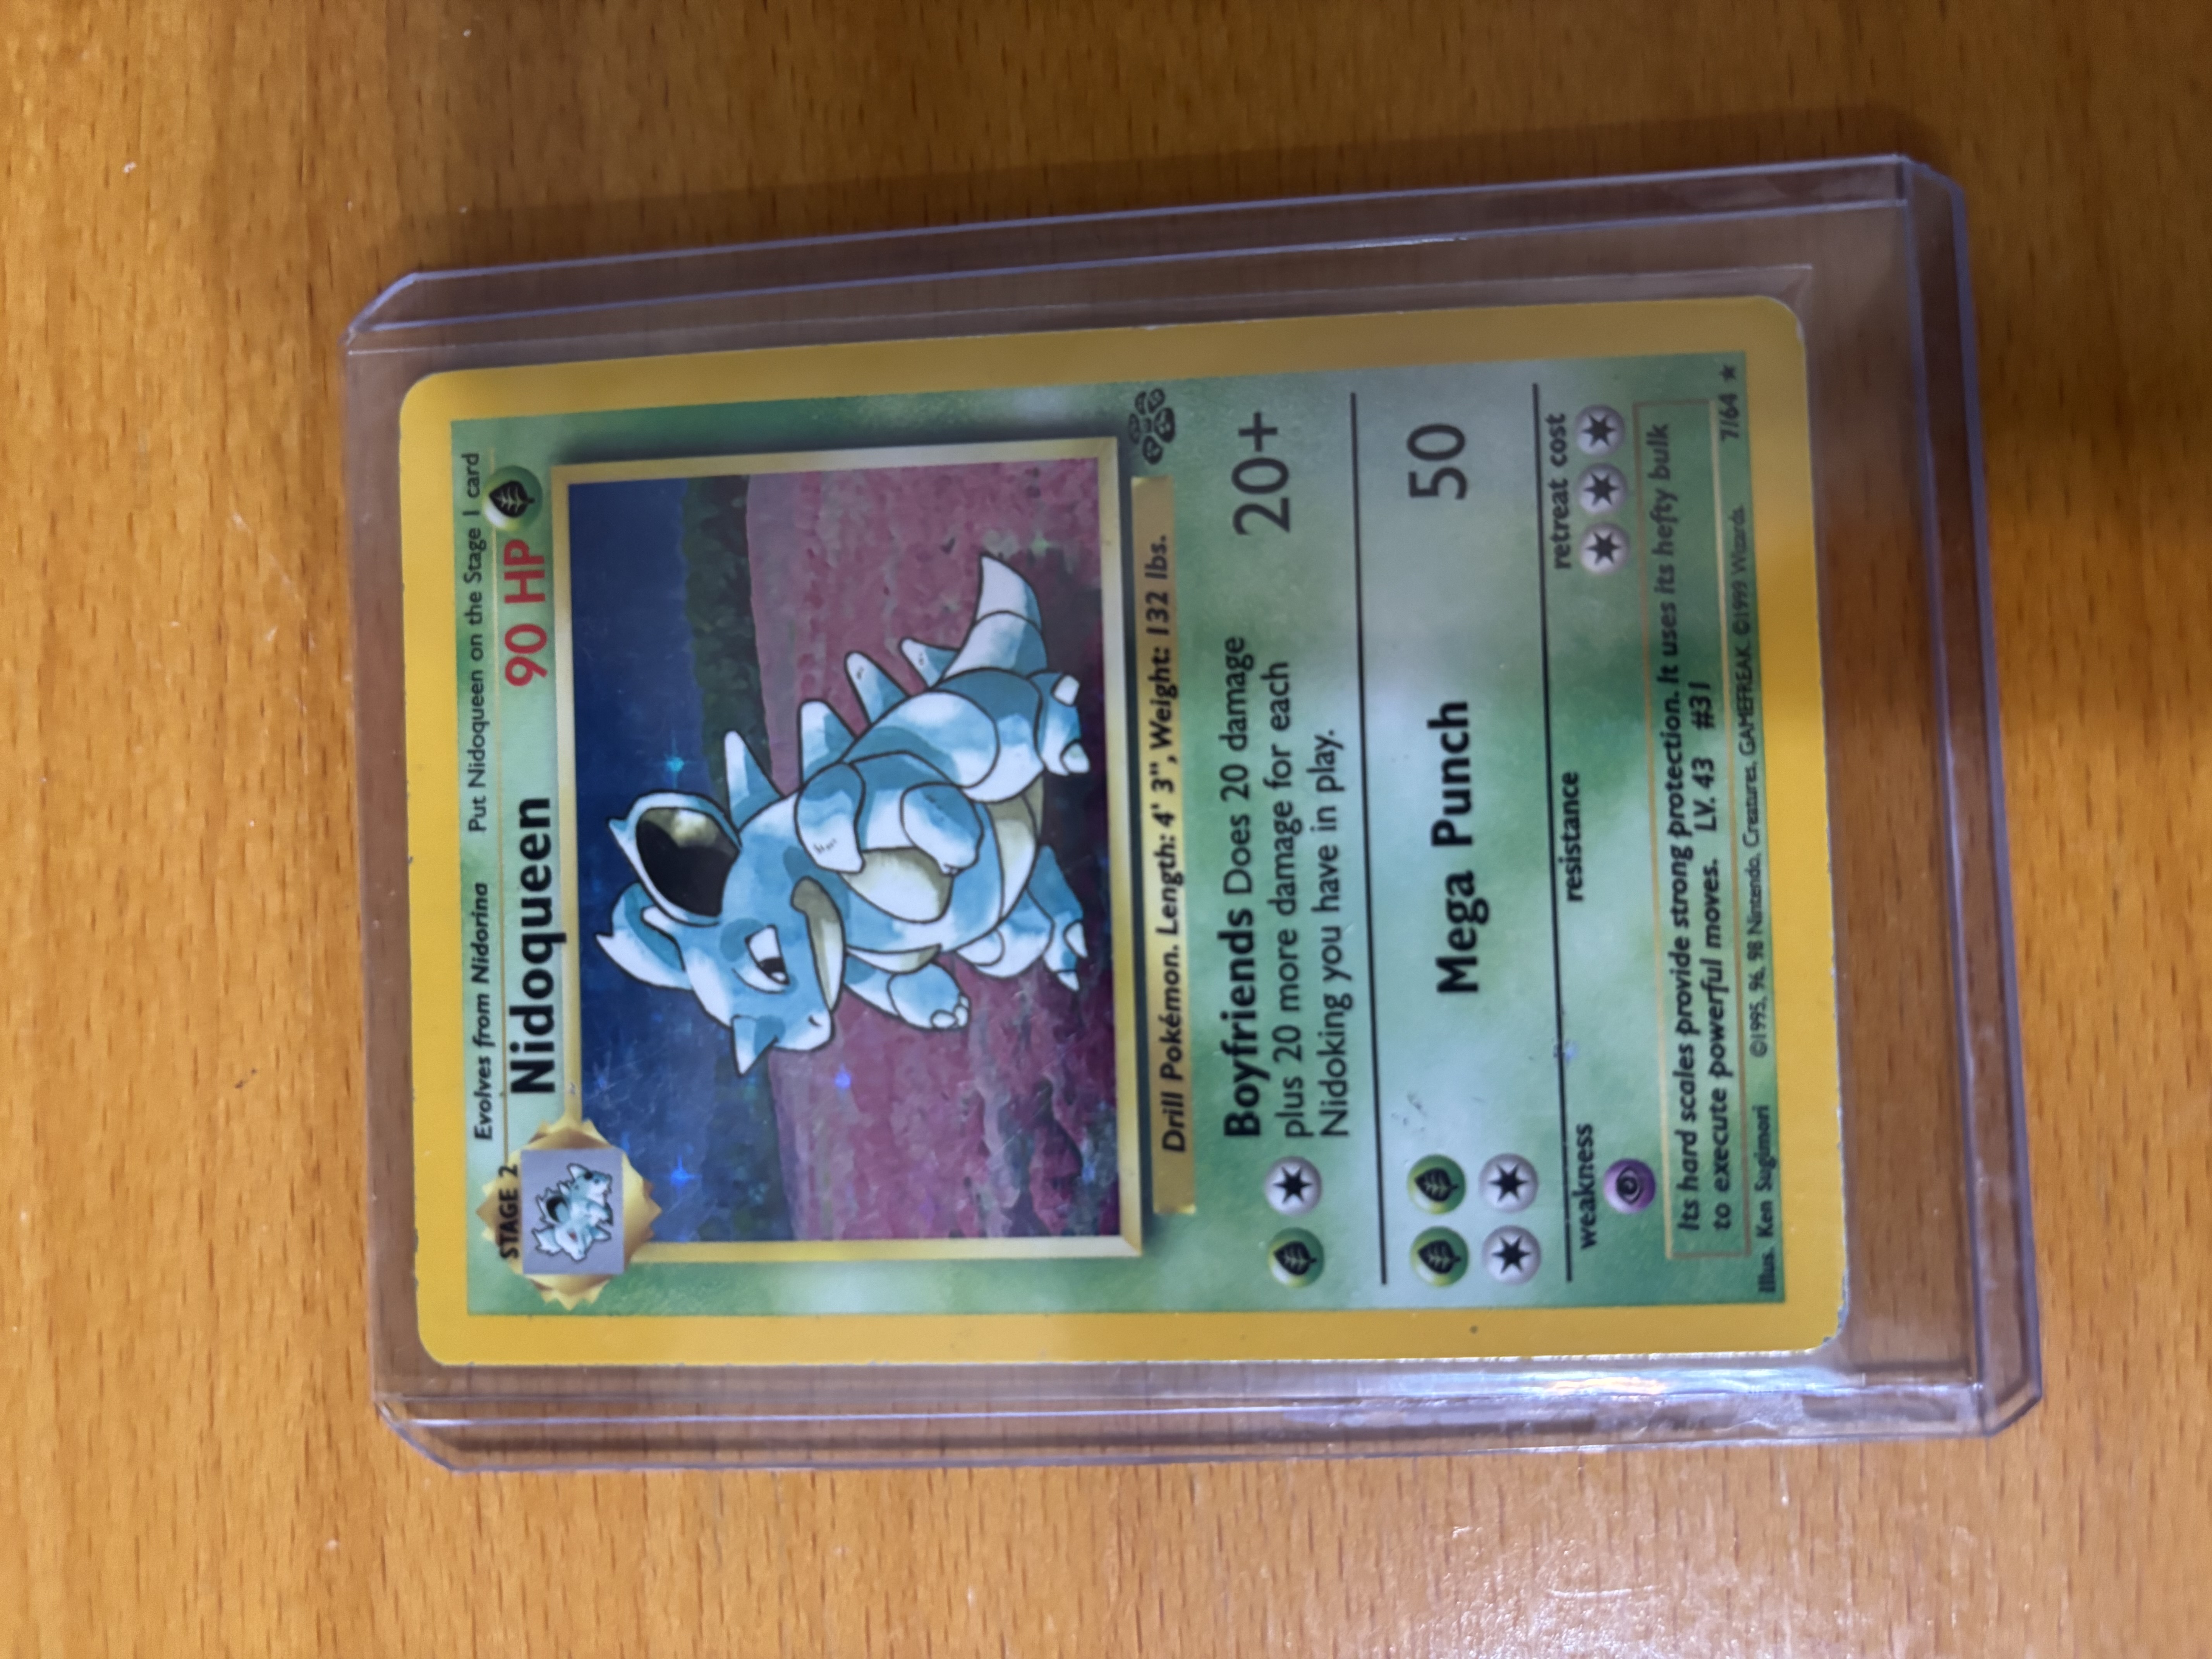 Evolves from Nidorina Put Nidoqueen on the Stage 1 card
STAGE 2
Nidoqueen 90 HP
Drill Pokémon. Length: 4' 3", Weight: 132 lbs.
Boyfriends Does 20 damage 20+
plus 20 more damage for each
Nidoking you have in play.
Mega Punch 50
weakness resistance retreat cost
Its hard scales provide strong protection. It uses its hefty bulk
to execute powerful moves. LV. 43 #31
Illus. Ken Sugimori ©1995, 96, 98 Nintendo, Creatures, GAMEFREAK. ©1999 Wizards. 7/64 ★